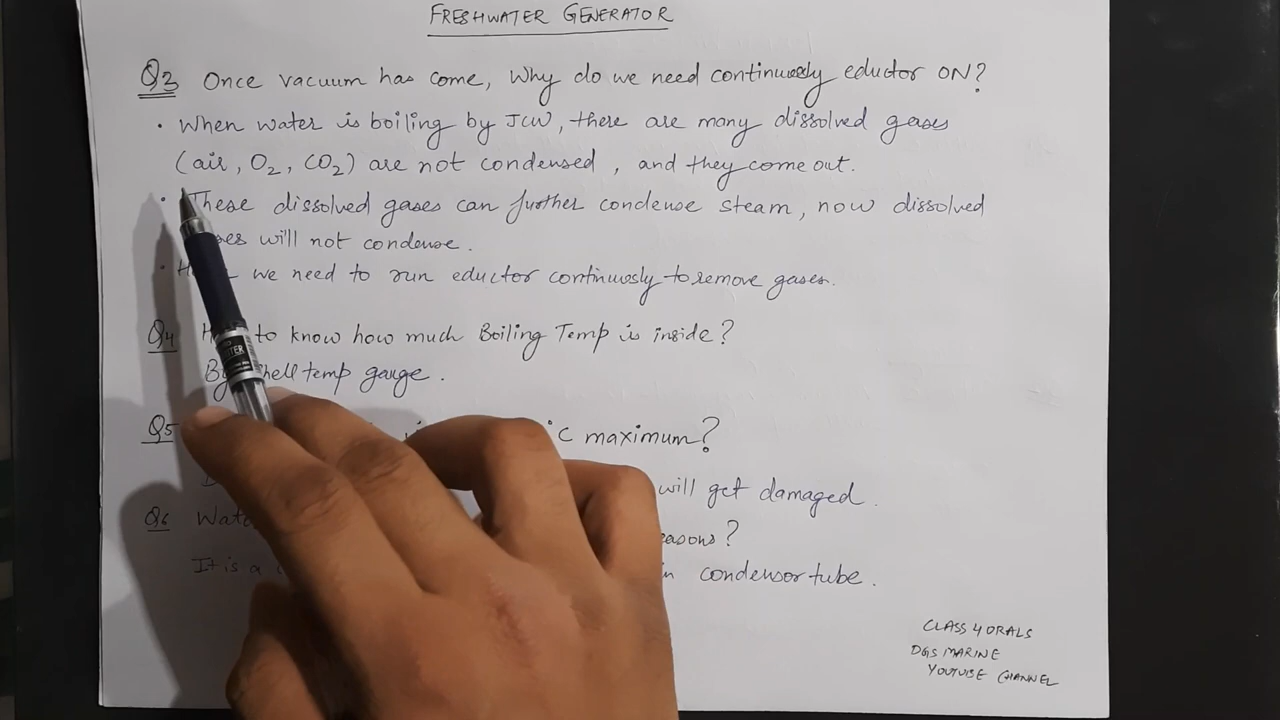 FRESHWATER GENERATOR
Q3 Once vacuum has come, Why do we need continuously eductor ON?
• When water is boiling by JCW, there are many dissolved gases
(air, O2, CO2) are not condensed, and they come out.
• These dissolved gases can further condense steam, now dissolved
will not condense.
• we need to run eductor continuosly to remove gases.
Q4 to know how much Boiling Temp is inside?
By shell temp gauge.
Q5 °C maximum?
will get damaged.
Q6
It is a in condensor tube.
CLASS 4 ORALS
DGS MARINE
YOUTUBE CHANNEL